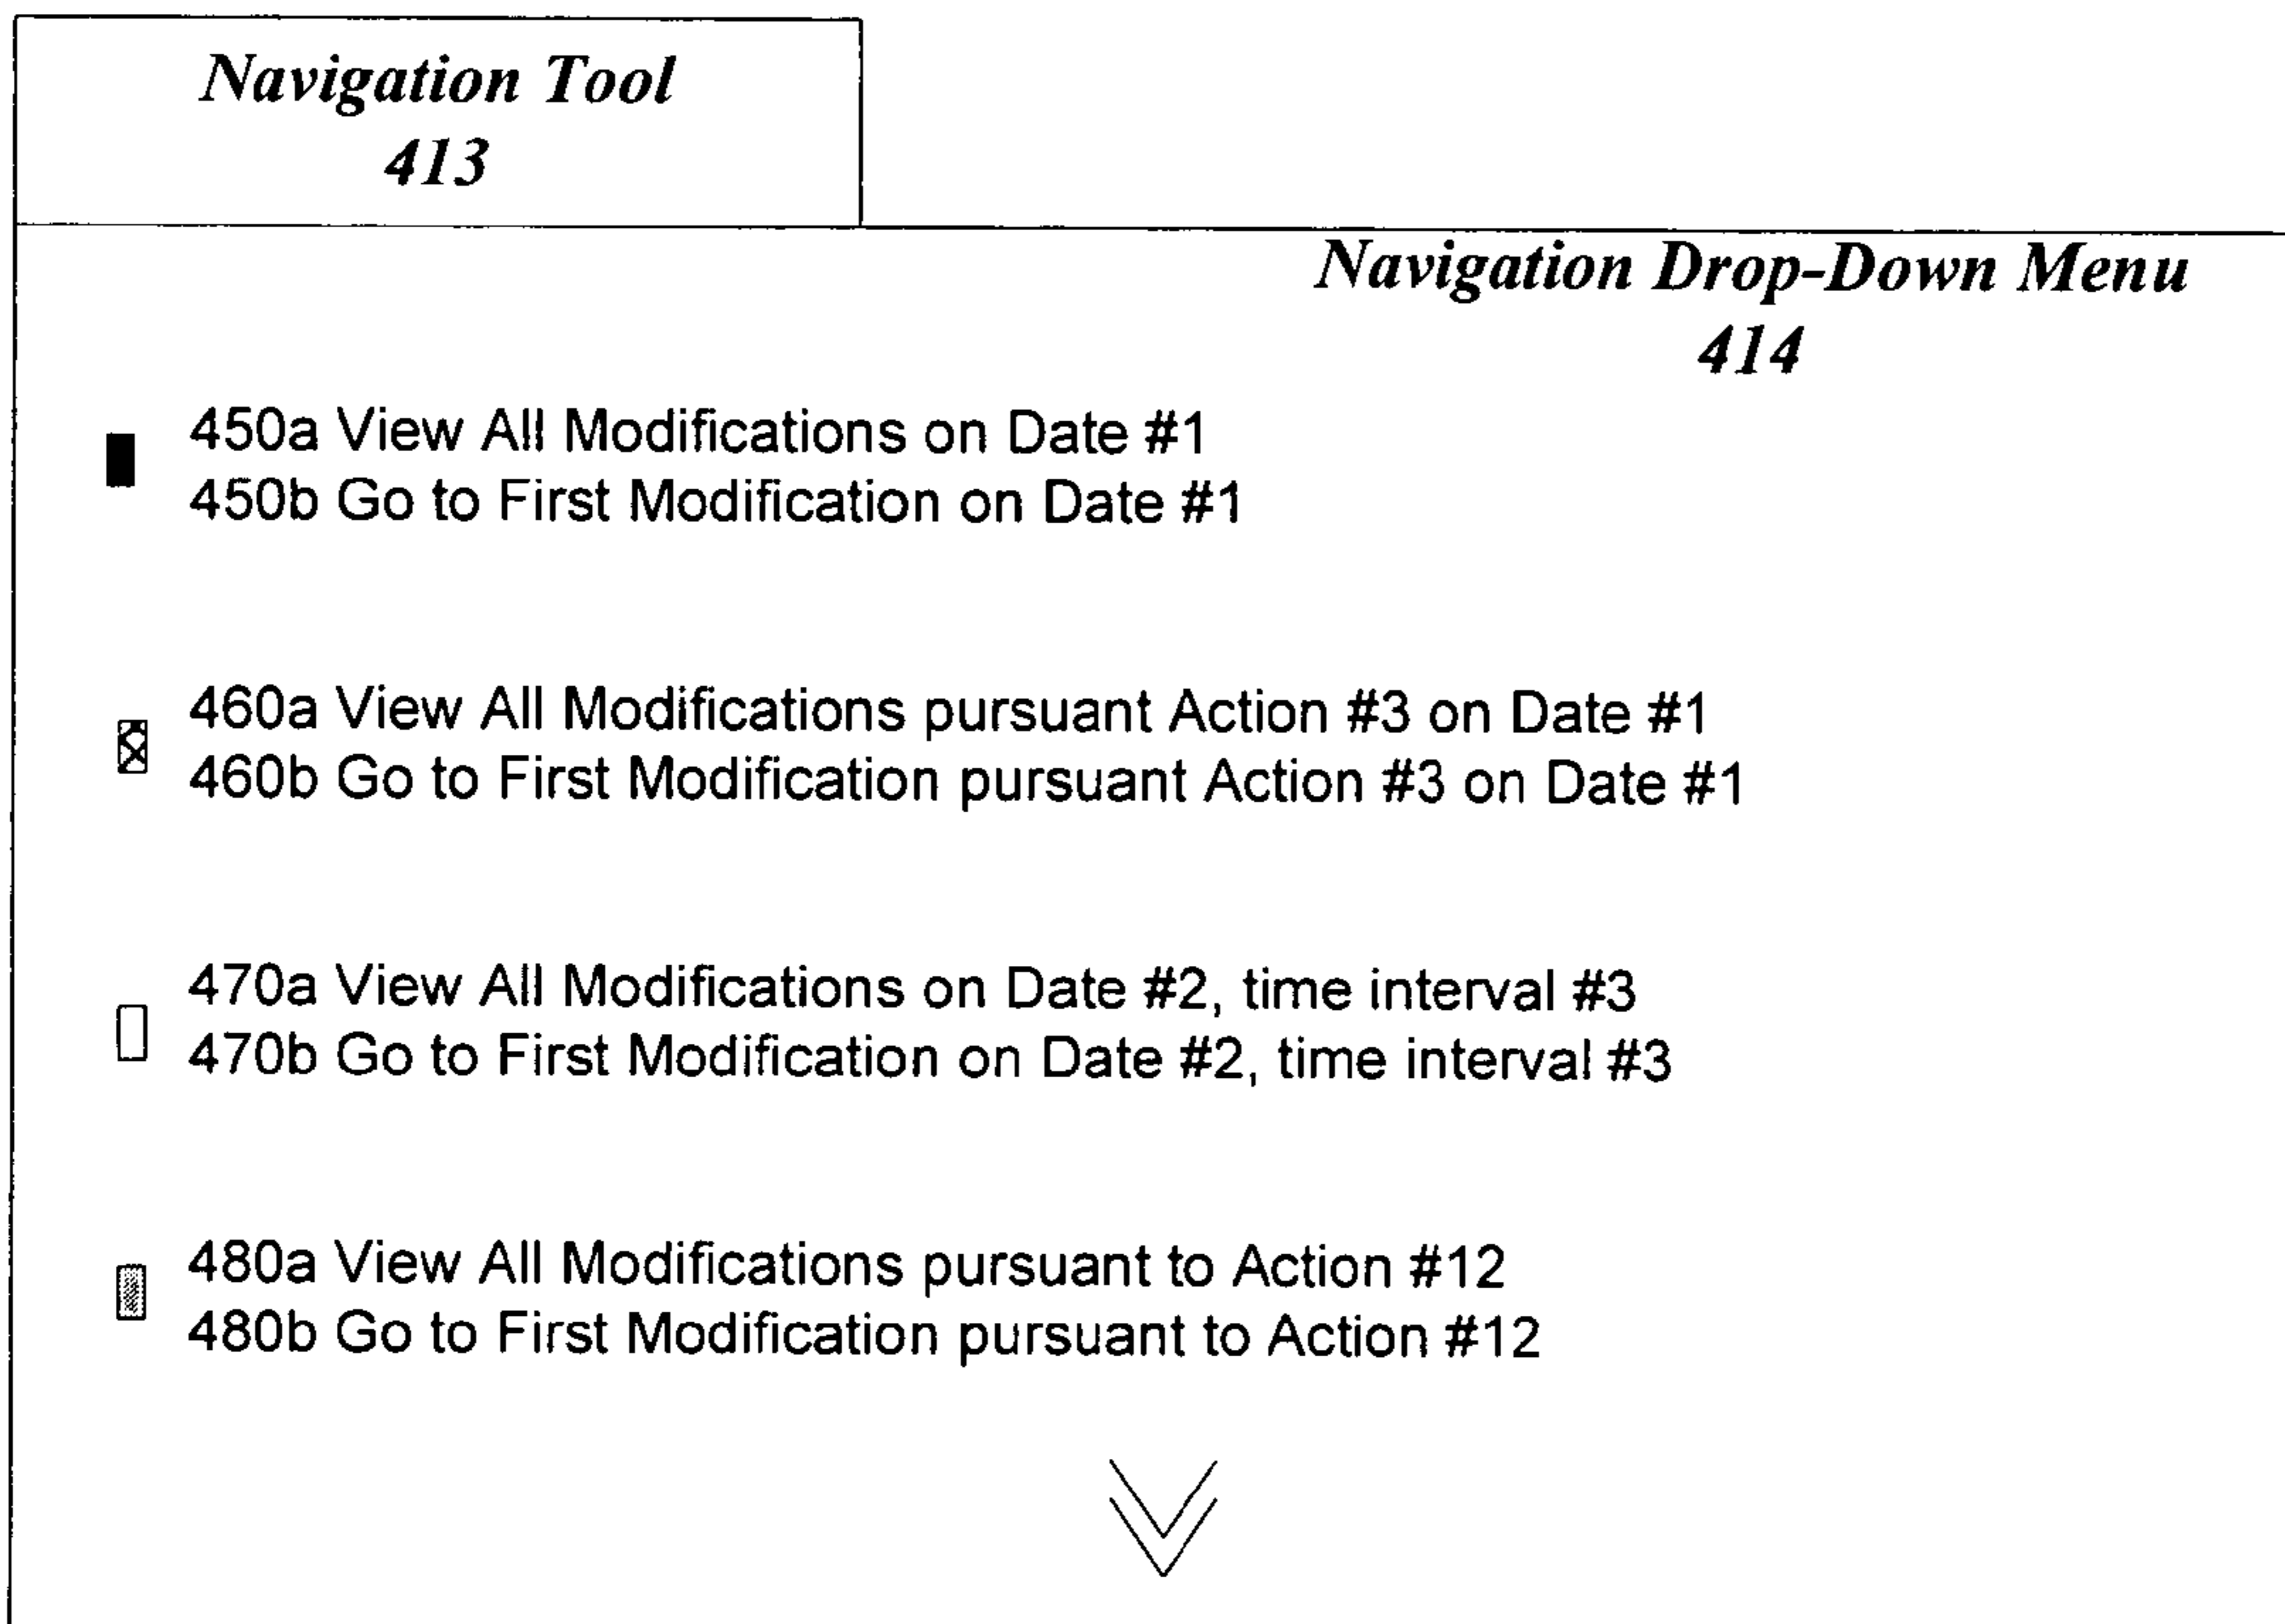 Navigation Tool
413
Navigation Drop-Down Menu
414
450a View All Modifications on Date #1
450b Go to First Modification on Date #1
460a View All Modifications pursuant Action #3 on Date #1
460b Go to First Modification pursuant Action #3 on Date #1
470a View All Modifications on Date #2, time interval #3
470b Go to First Modification on Date #2, time interval #3
480a View All Modifications pursuant to Action #12
480b Go to First Modification pursuant to Action #12